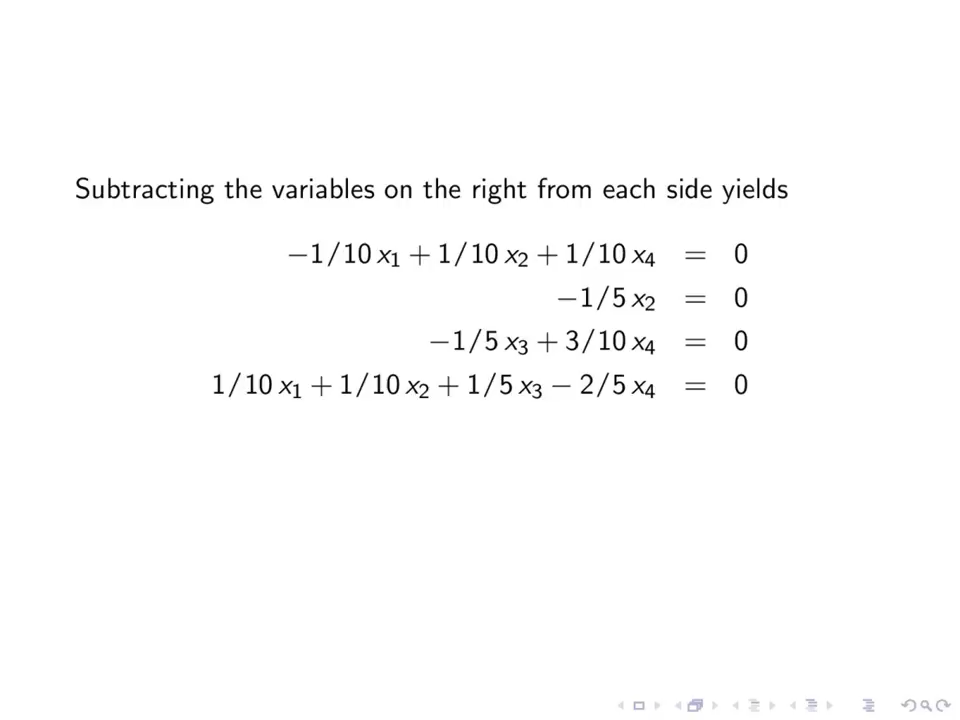 Subtracting the variables on the right from each side yields
−1/10 x₁ + 1/10 x₂ + 1/10 x₄ = 0
−1/5 x₂ = 0
−1/5 x₃ + 3/10 x₄ = 0
1/10 x₁ + 1/10 x₂ + 1/5 x₃ − 2/5 x₄ = 0